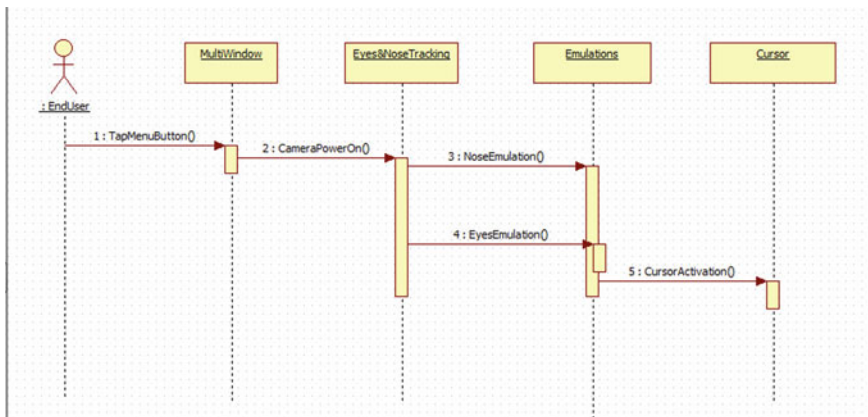 MultiWindow
Eyes&NoseTracking
Emulations
Cursor
: EndUser
1 : TapMenuButton()
2 : CameraPowerOn()
3 : NoseEmulation()
4 : EyesEmulation()
5 : CursorActivation()